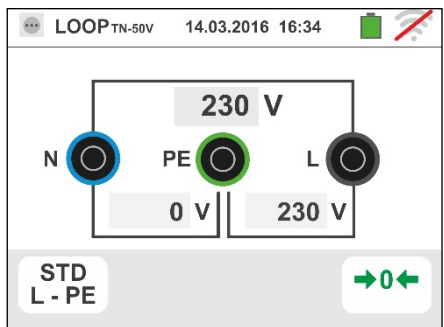 LOOP TN-50V 14.03.2016 16:34
230 V
N PE L
0 V 230 V
STD
L - PE
→0←